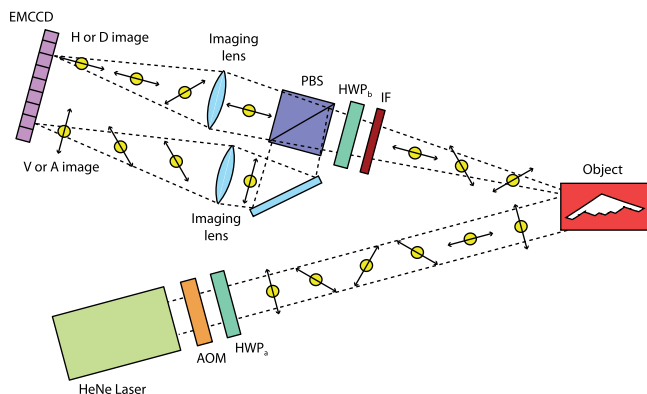 EMCCD
H or D image
Imaging
lens
PBS
HWPb
IF
Object
V or A image
Imaging
lens
HWPa
AOM
HeNe Laser